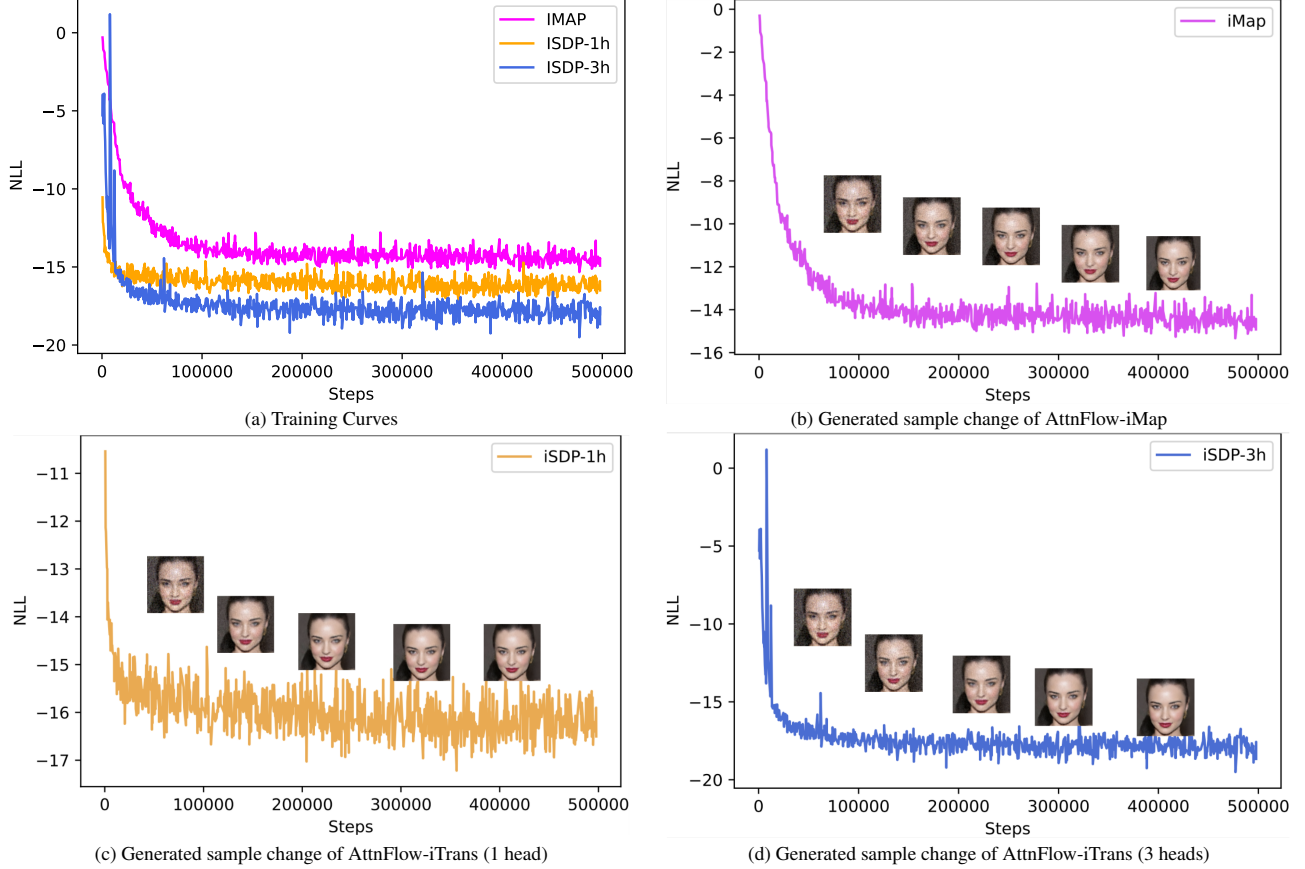 0
−5
−10
−15
−20
NLL
IMAP
ISDP-1h
ISDP-3h
0
100000
200000
300000
400000
500000
Steps
(a) Training Curves
0
−2
−4
−6
−8
−10
−12
−14
−16
NLL
iMap
0
100000
200000
300000
400000
500000
Steps
(b) Generated sample change of AttnFlow-iMap
−11
−12
−13
−14
−15
−16
−17
NLL
iSDP-1h
0
100000
200000
300000
400000
500000
Steps
(c) Generated sample change of AttnFlow-iTrans (1 head)
0
−5
−10
−15
−20
NLL
iSDP-3h
0
100000
200000
300000
400000
500000
Steps
(d) Generated sample change of AttnFlow-iTrans (3 heads)